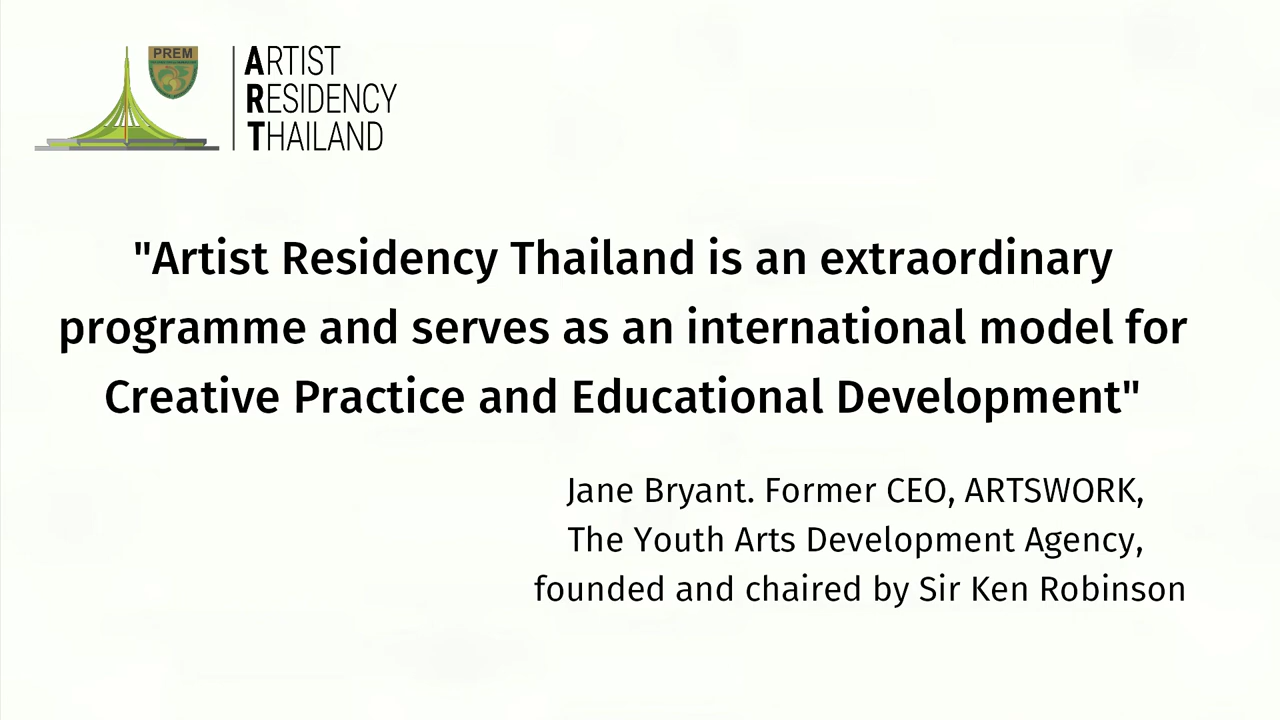 PREM
ARTIST
RESIDENCY
THAILAND
"Artist Residency Thailand is an extraordinary
programme and serves as an international model for
Creative Practice and Educational Development"
Jane Bryant. Former CEO, ARTSWORK,
The Youth Arts Development Agency,
founded and chaired by Sir Ken Robinson